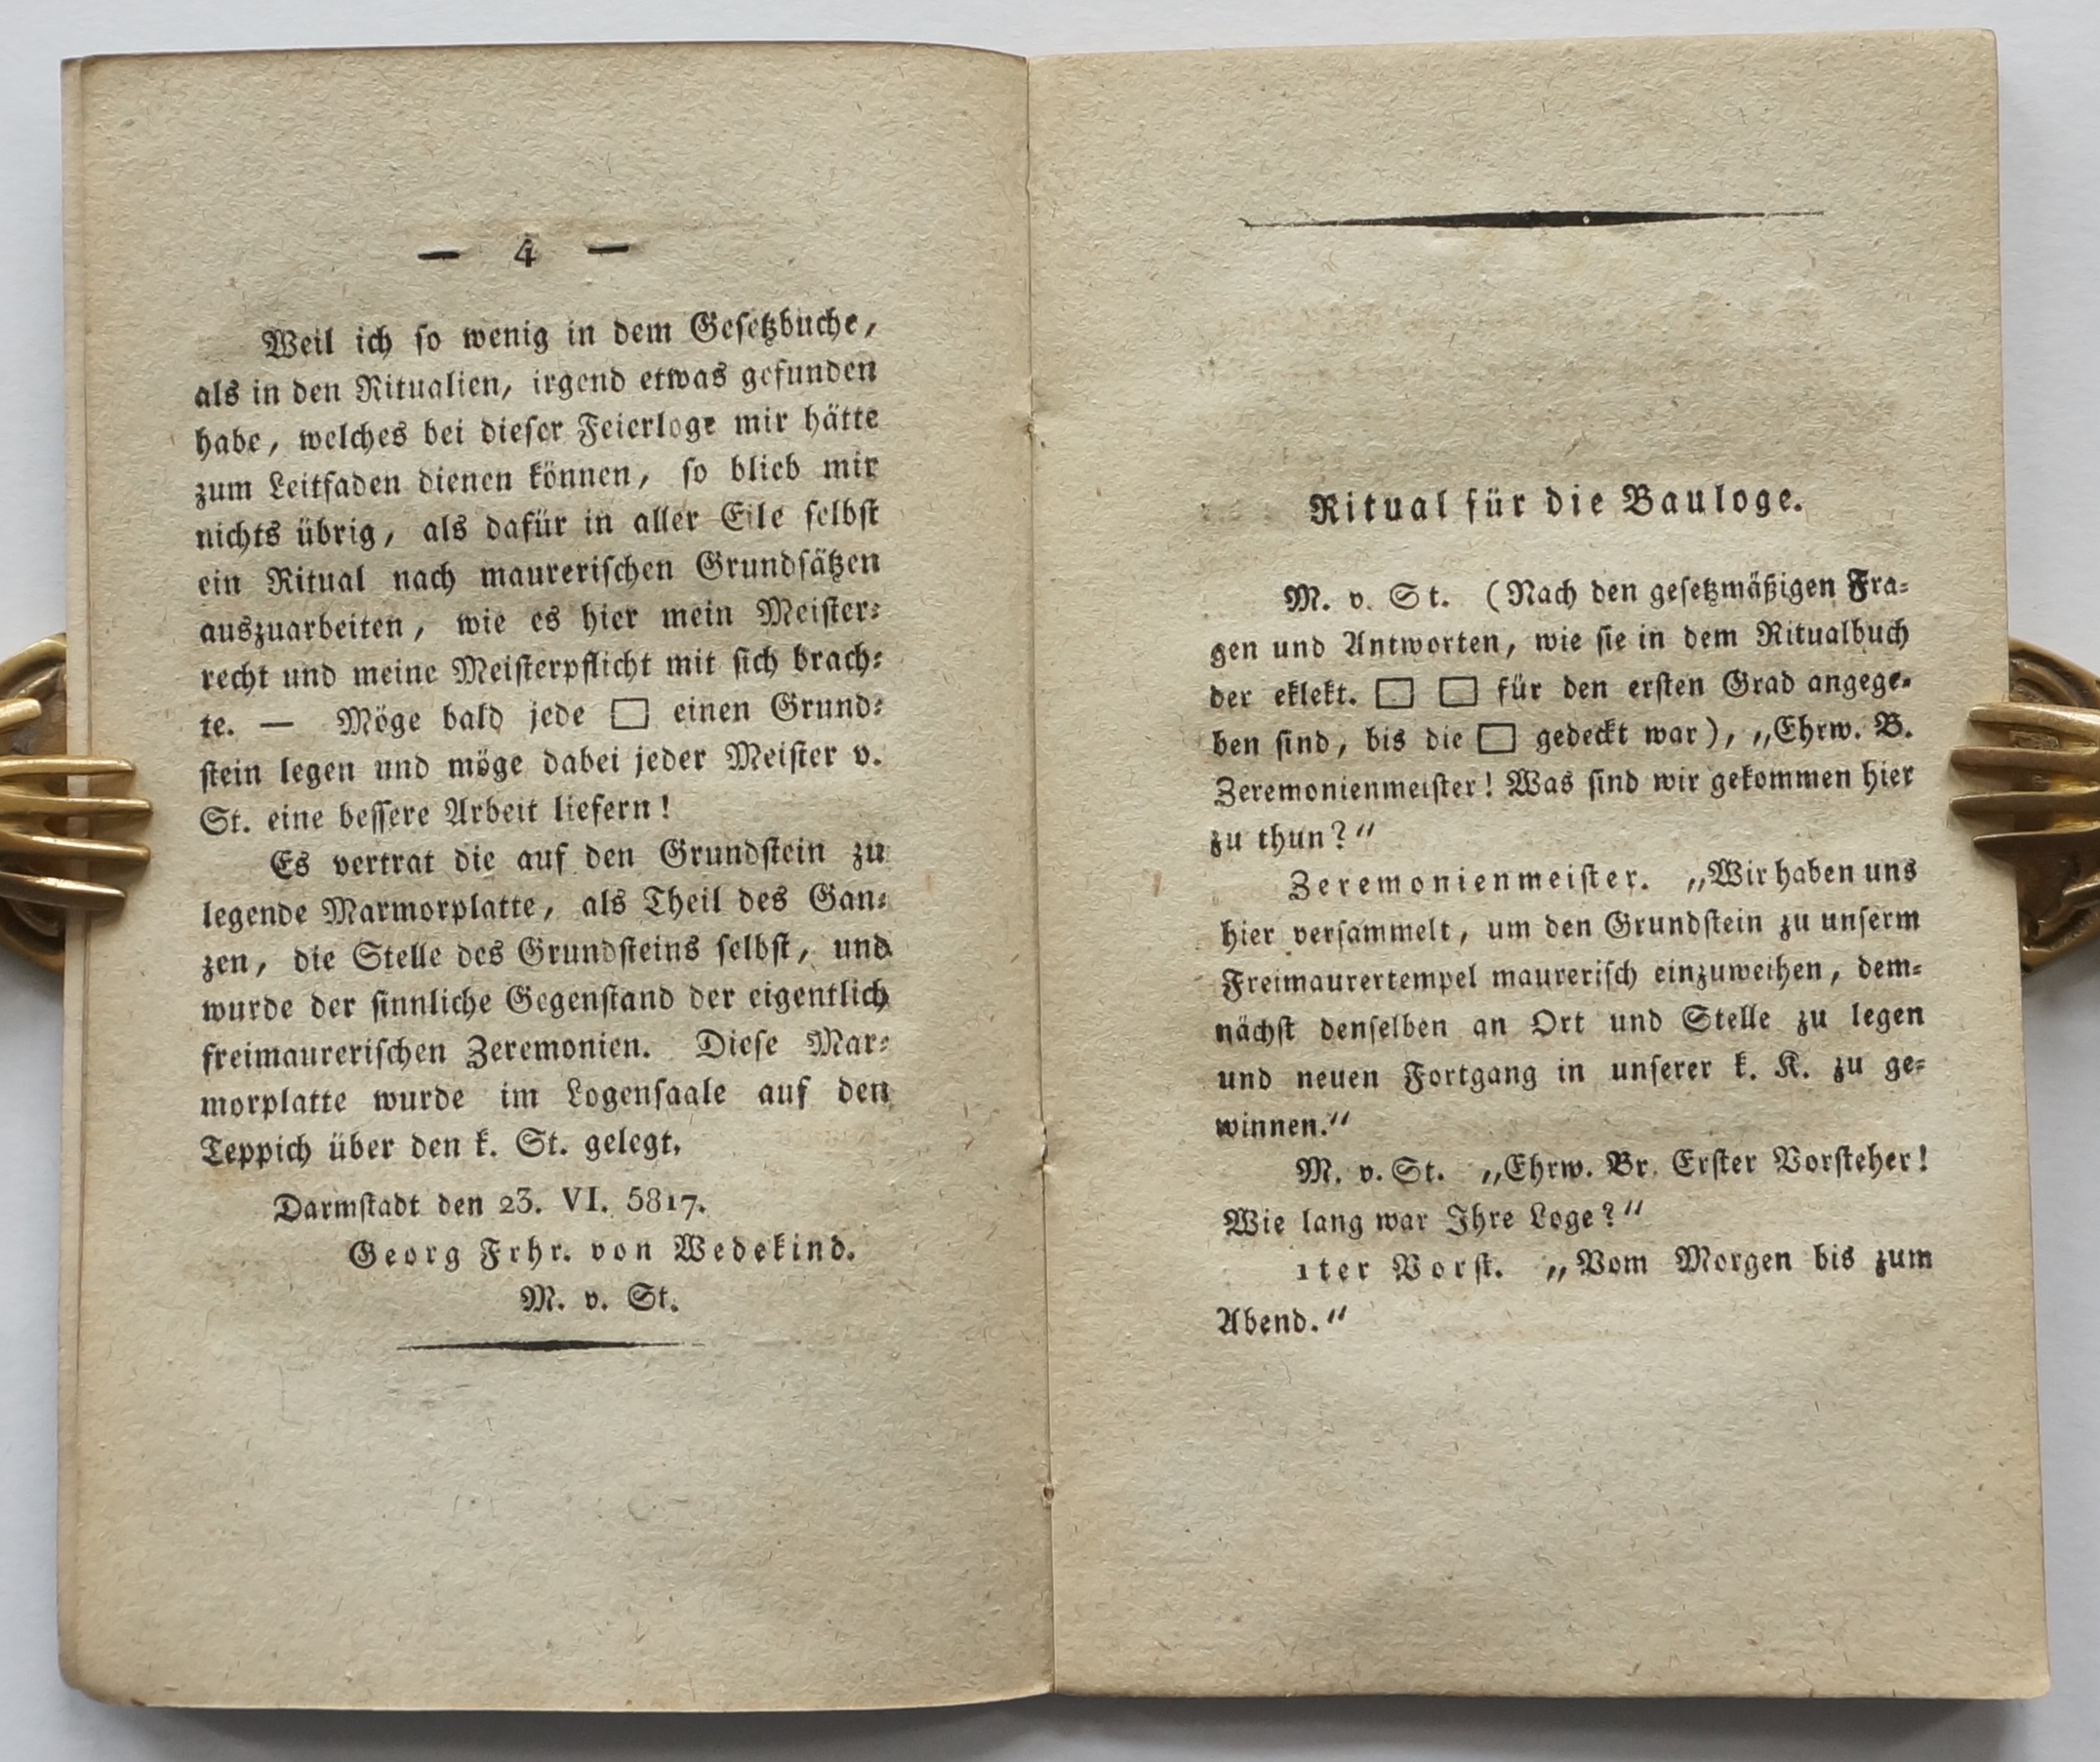 — 4 —
Weil ich so wenig in dem Gesetzbuche,
als in den Ritualien, irgend etwas gefunden
habe, welches bei dieser Feierloge mir hätte
zum Leitfaden dienen können, so blieb mir
nichts übrig, als dafür in aller Eile selbst
ein Ritual nach maurerischen Grundsätzen
auszuarbeiten, wie es hier mein Meister-
recht und meine Meisterpflicht mit sich brach-
te. — Möge bald jede □ einen Grund-
stein legen und möge dabei jeder Meister v.
St. eine bessere Arbeit liefern!
Es vertrat die auf den Grundstein zu
legende Marmorplatte, als Theil des Gan-
zen, die Stelle des Grundsteins selbst, und
wurde der sinnliche Gegenstand der eigentlich
freimaurerischen Zeremonien. Diese Mar-
morplatte wurde im Logensaale auf den
Teppich über den k. St. gelegt.
Darmstadt den 23. VI. 5817.
Georg Frhr. von Wedekind.
M. v. St.
Ritual für die Bauloge.
M. v. St. (Nach den gesetzmäßigen Fra-
gen und Antworten, wie sie in dem Ritualbuch
der eklekt. □ □ für den ersten Grad angege-
ben sind, bis die □ gedeckt war), „Ehrw. B.
Zeremonienmeister! Was sind wir gekommen hier
zu thun?“
Zeremonienmeister. „Wir haben uns
hier versammelt, um den Grundstein zu unserm
Freimaurertempel maurerisch einzuweihen, dem-
nächst denselben an Ort und Stelle zu legen
und neuen Fortgang in unserer k. K. zu ge-
winnen.“
M. v. St. „Ehrw. Br. Erster Vorsteher!
Wie lang war Ihre Loge?“
1ter Vorst. „Vom Morgen bis zum
Abend.“